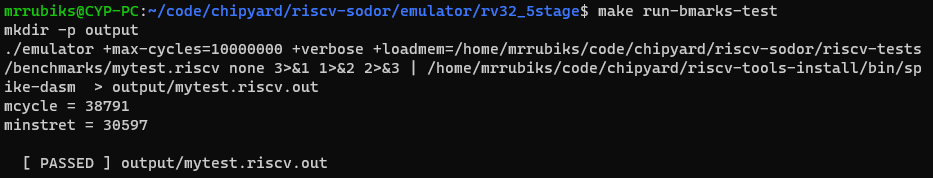 mrrubiks@CYP-PC:~/code/chipyard/riscv-sodor/emulator/rv32_5stage$ make run-bmarks-test
mkdir -p output
./emulator +max-cycles=10000000 +verbose +loadmem=/home/mrrubiks/code/chipyard/riscv-sodor/riscv-tests
/benchmarks/mytest.riscv none 3>&1 1>&2 2>&3 | /home/mrrubiks/code/chipyard/riscv-tools-install/bin/sp
ike-dasm  > output/mytest.riscv.out
mcycle = 38791
minstret = 30597
  [ PASSED ] output/mytest.riscv.out